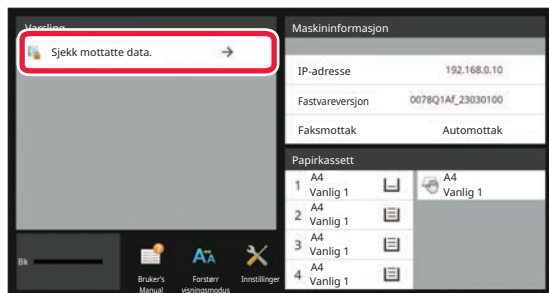 Varsling
Sjekk mottatte data.
Maskininformasjon
IP-adresse 192.168.0.10
Fastvareversjon 0078Q1Af_23030100
Faksmottak Automottak
Papirkassett
1 A4
Vanlig 1
A4
Vanlig 1
2 A4
Vanlig 1
3 A4
Vanlig 1
4 A4
Vanlig 1
Bk
Bruker's
Manual
Forstørr
visningsmodus
Innstillinger